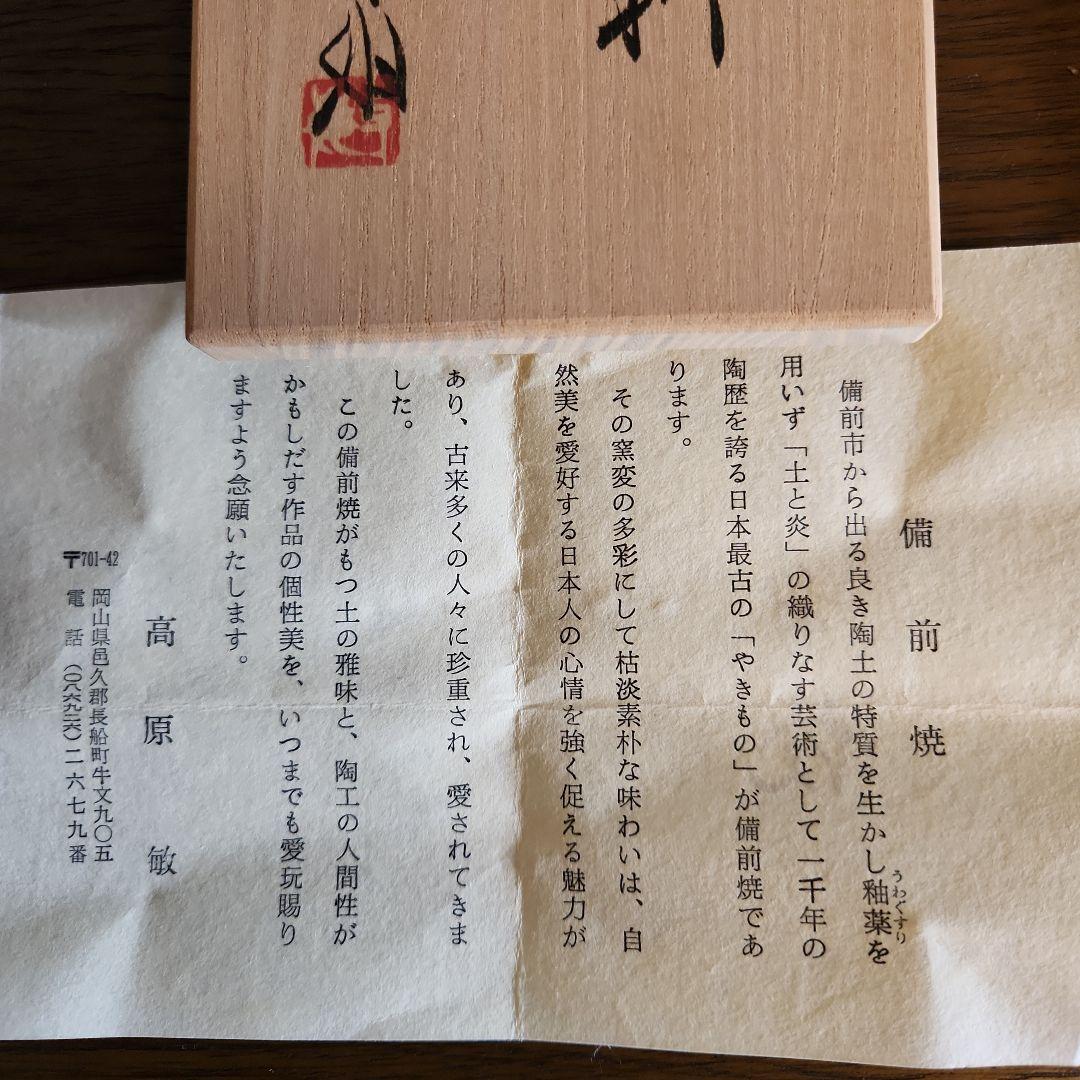 備前焼
備前市から出る良き陶土の特質を生かし釉薬を
うわぐすり
用いず「土と炎」の織りなす芸術として一千年の
陶歴を誇る日本最古の「やきもの」が備前焼であ
ります。
その窯変の多彩にして枯淡素朴な味わいは、自
然美を愛好する日本人の心情を強く促える魅力が
あり、古来多くの人々に珍重され、愛されてきま
した。
この備前焼がもつ土の雅味と、陶工の人間性が
かもしだす作品の個性美を、いつまでも愛玩賜り
ますよう念願いたします。
高原敏
〒701-42
岡山県邑久郡長船町牛文九〇五
電話(〇八六九二六)二六七九番